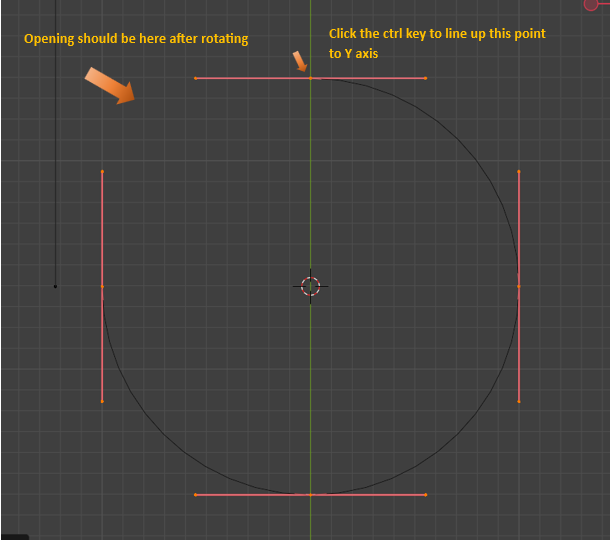 Opening should be here after rotating
Click the ctrl key to line up this point
to Y axis